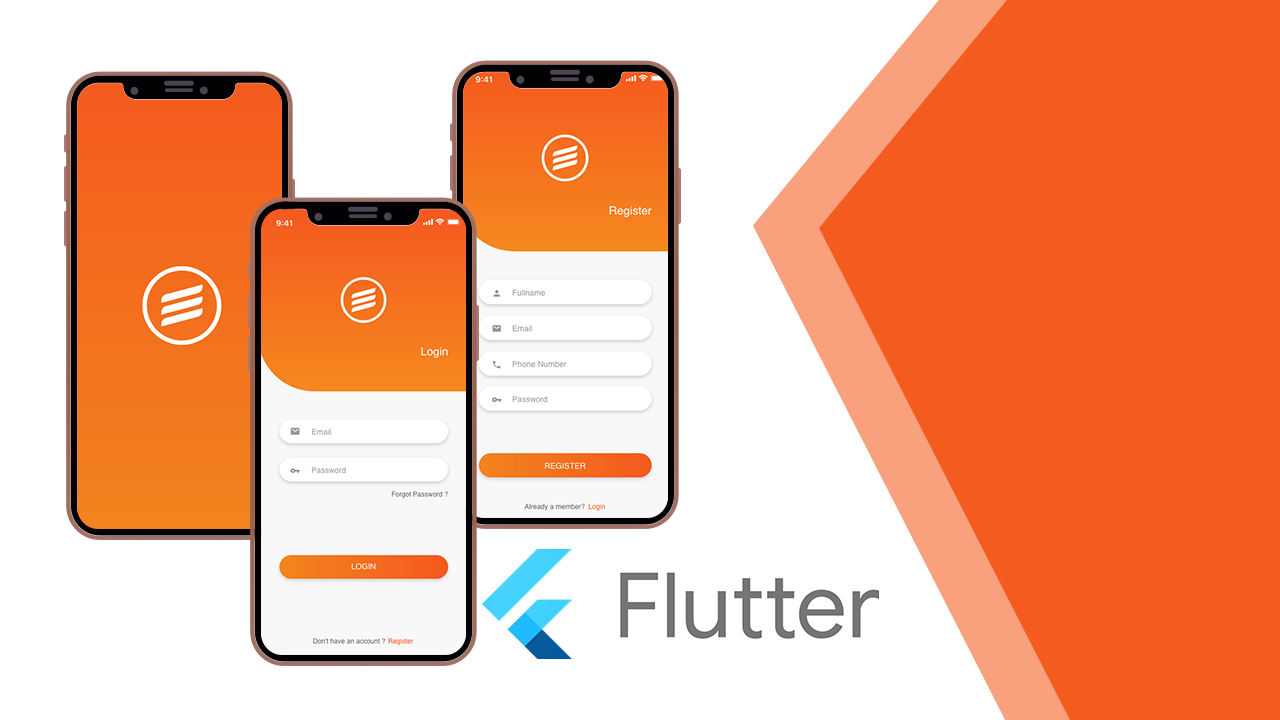 9:41
Login
Email
Password
Forgot Password ?
LOGIN
Don't have an account ? Register
9:41
Register
Fullname
Email
Phone Number
Password
REGISTER
Already a member? Login
Flutter